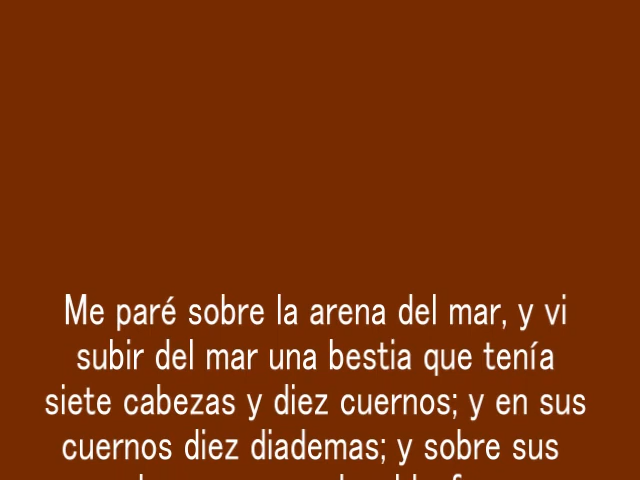 Me paré sobre la arena del mar, y vi
subir del mar una bestia que tenía
siete cabezas y diez cuernos; y en sus
cuernos diez diademas; y sobre sus